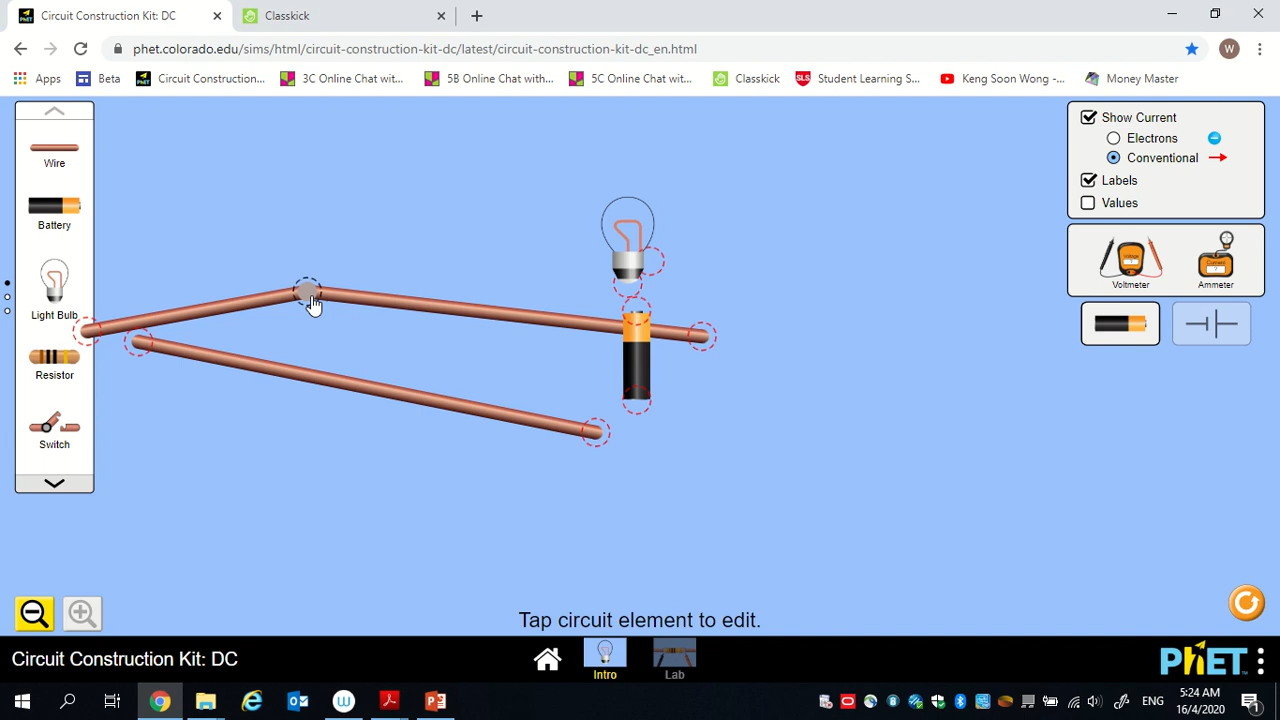 Circuit Construction Kit: DC
Classkick
phet.colorado.edu/sims/html/circuit-construction-kit-dc/latest/circuit-construction-kit-dc_en.html
W
Apps
Beta
Circuit Construction...
3C Online Chat wit...
5B Online Chat with...
5C Online Chat wit...
Classkick
SLS
Student Learning S...
Keng Soon Wong -...
Money Master
Wire
Battery
Light Bulb
Resistor
Switch
Show Current
Electrons
Conventional
Labels
Values
Voltmeter
Ammeter
Tap circuit element to edit.
Circuit Construction Kit: DC
Intro
Lab
PhET
ENG
5:24 AM
16/4/2020